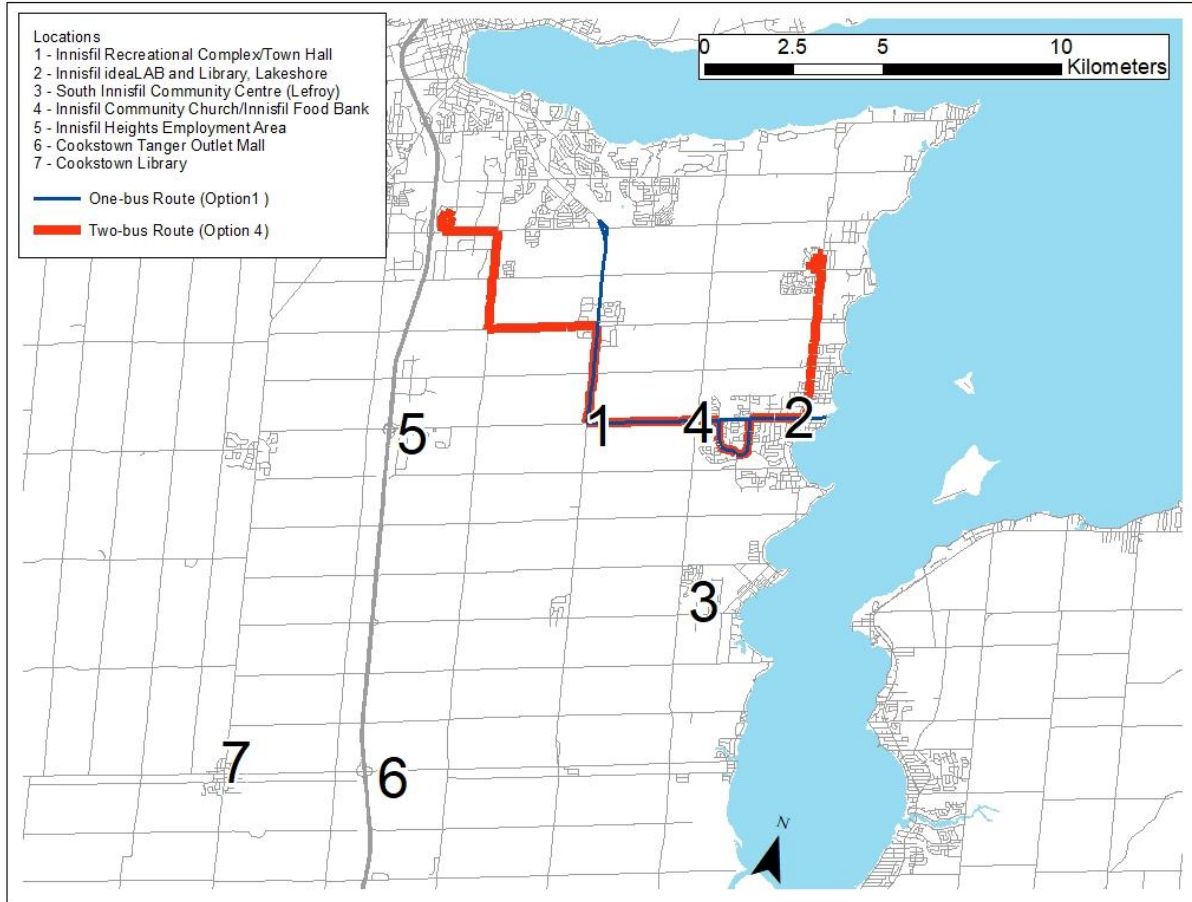 Locations
1 - Innisfil Recreational Complex/Town Hall
2 - Innisfil ideaLAB and Library, Lakeshore
3 - South Innisfil Community Centre (Lefroy)
4 - Innisfil Community Church/Innisfil Food Bank
5 - Innisfil Heights Employment Area
6 - Cookstown Tanger Outlet Mall
7 - Cookstown Library
One-bus Route (Option1 )
Two-bus Route (Option 4)
0 2.5 5 10
Kilometers
1
4
2
5
3
7
6
N